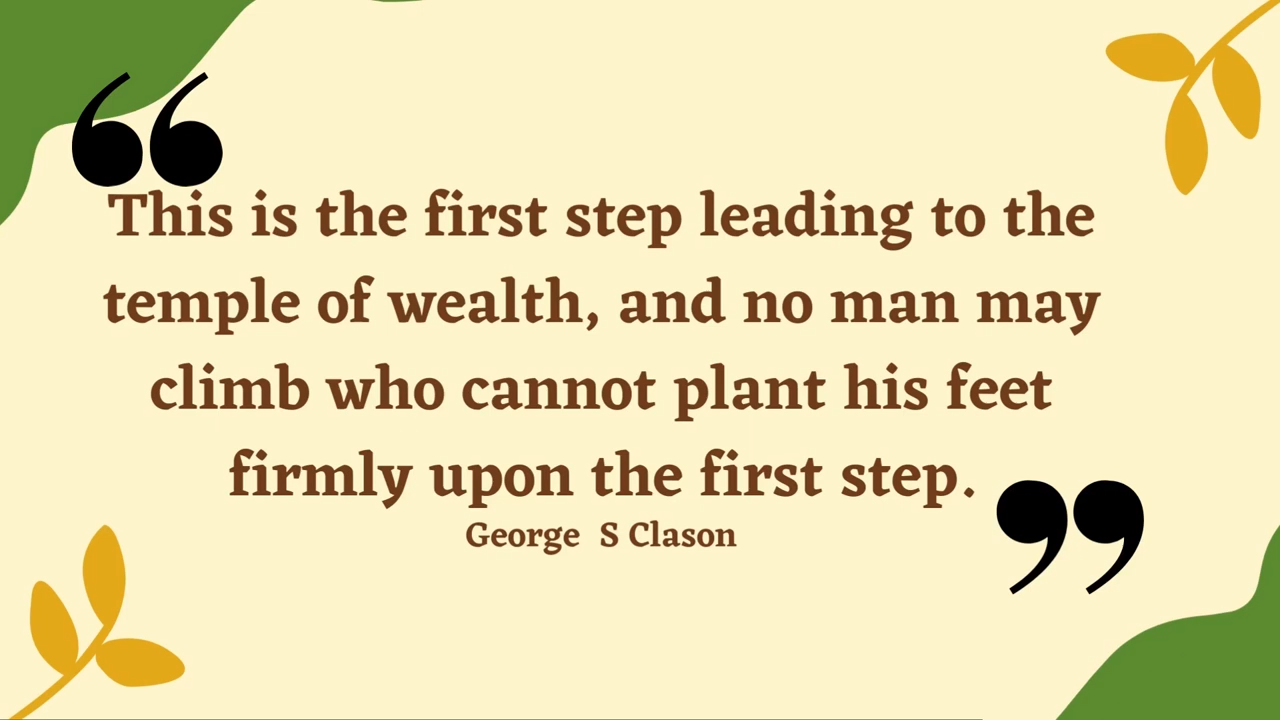 This is the first step leading to the
temple of wealth, and no man may
climb who cannot plant his feet
firmly upon the first step.
George  S Clason